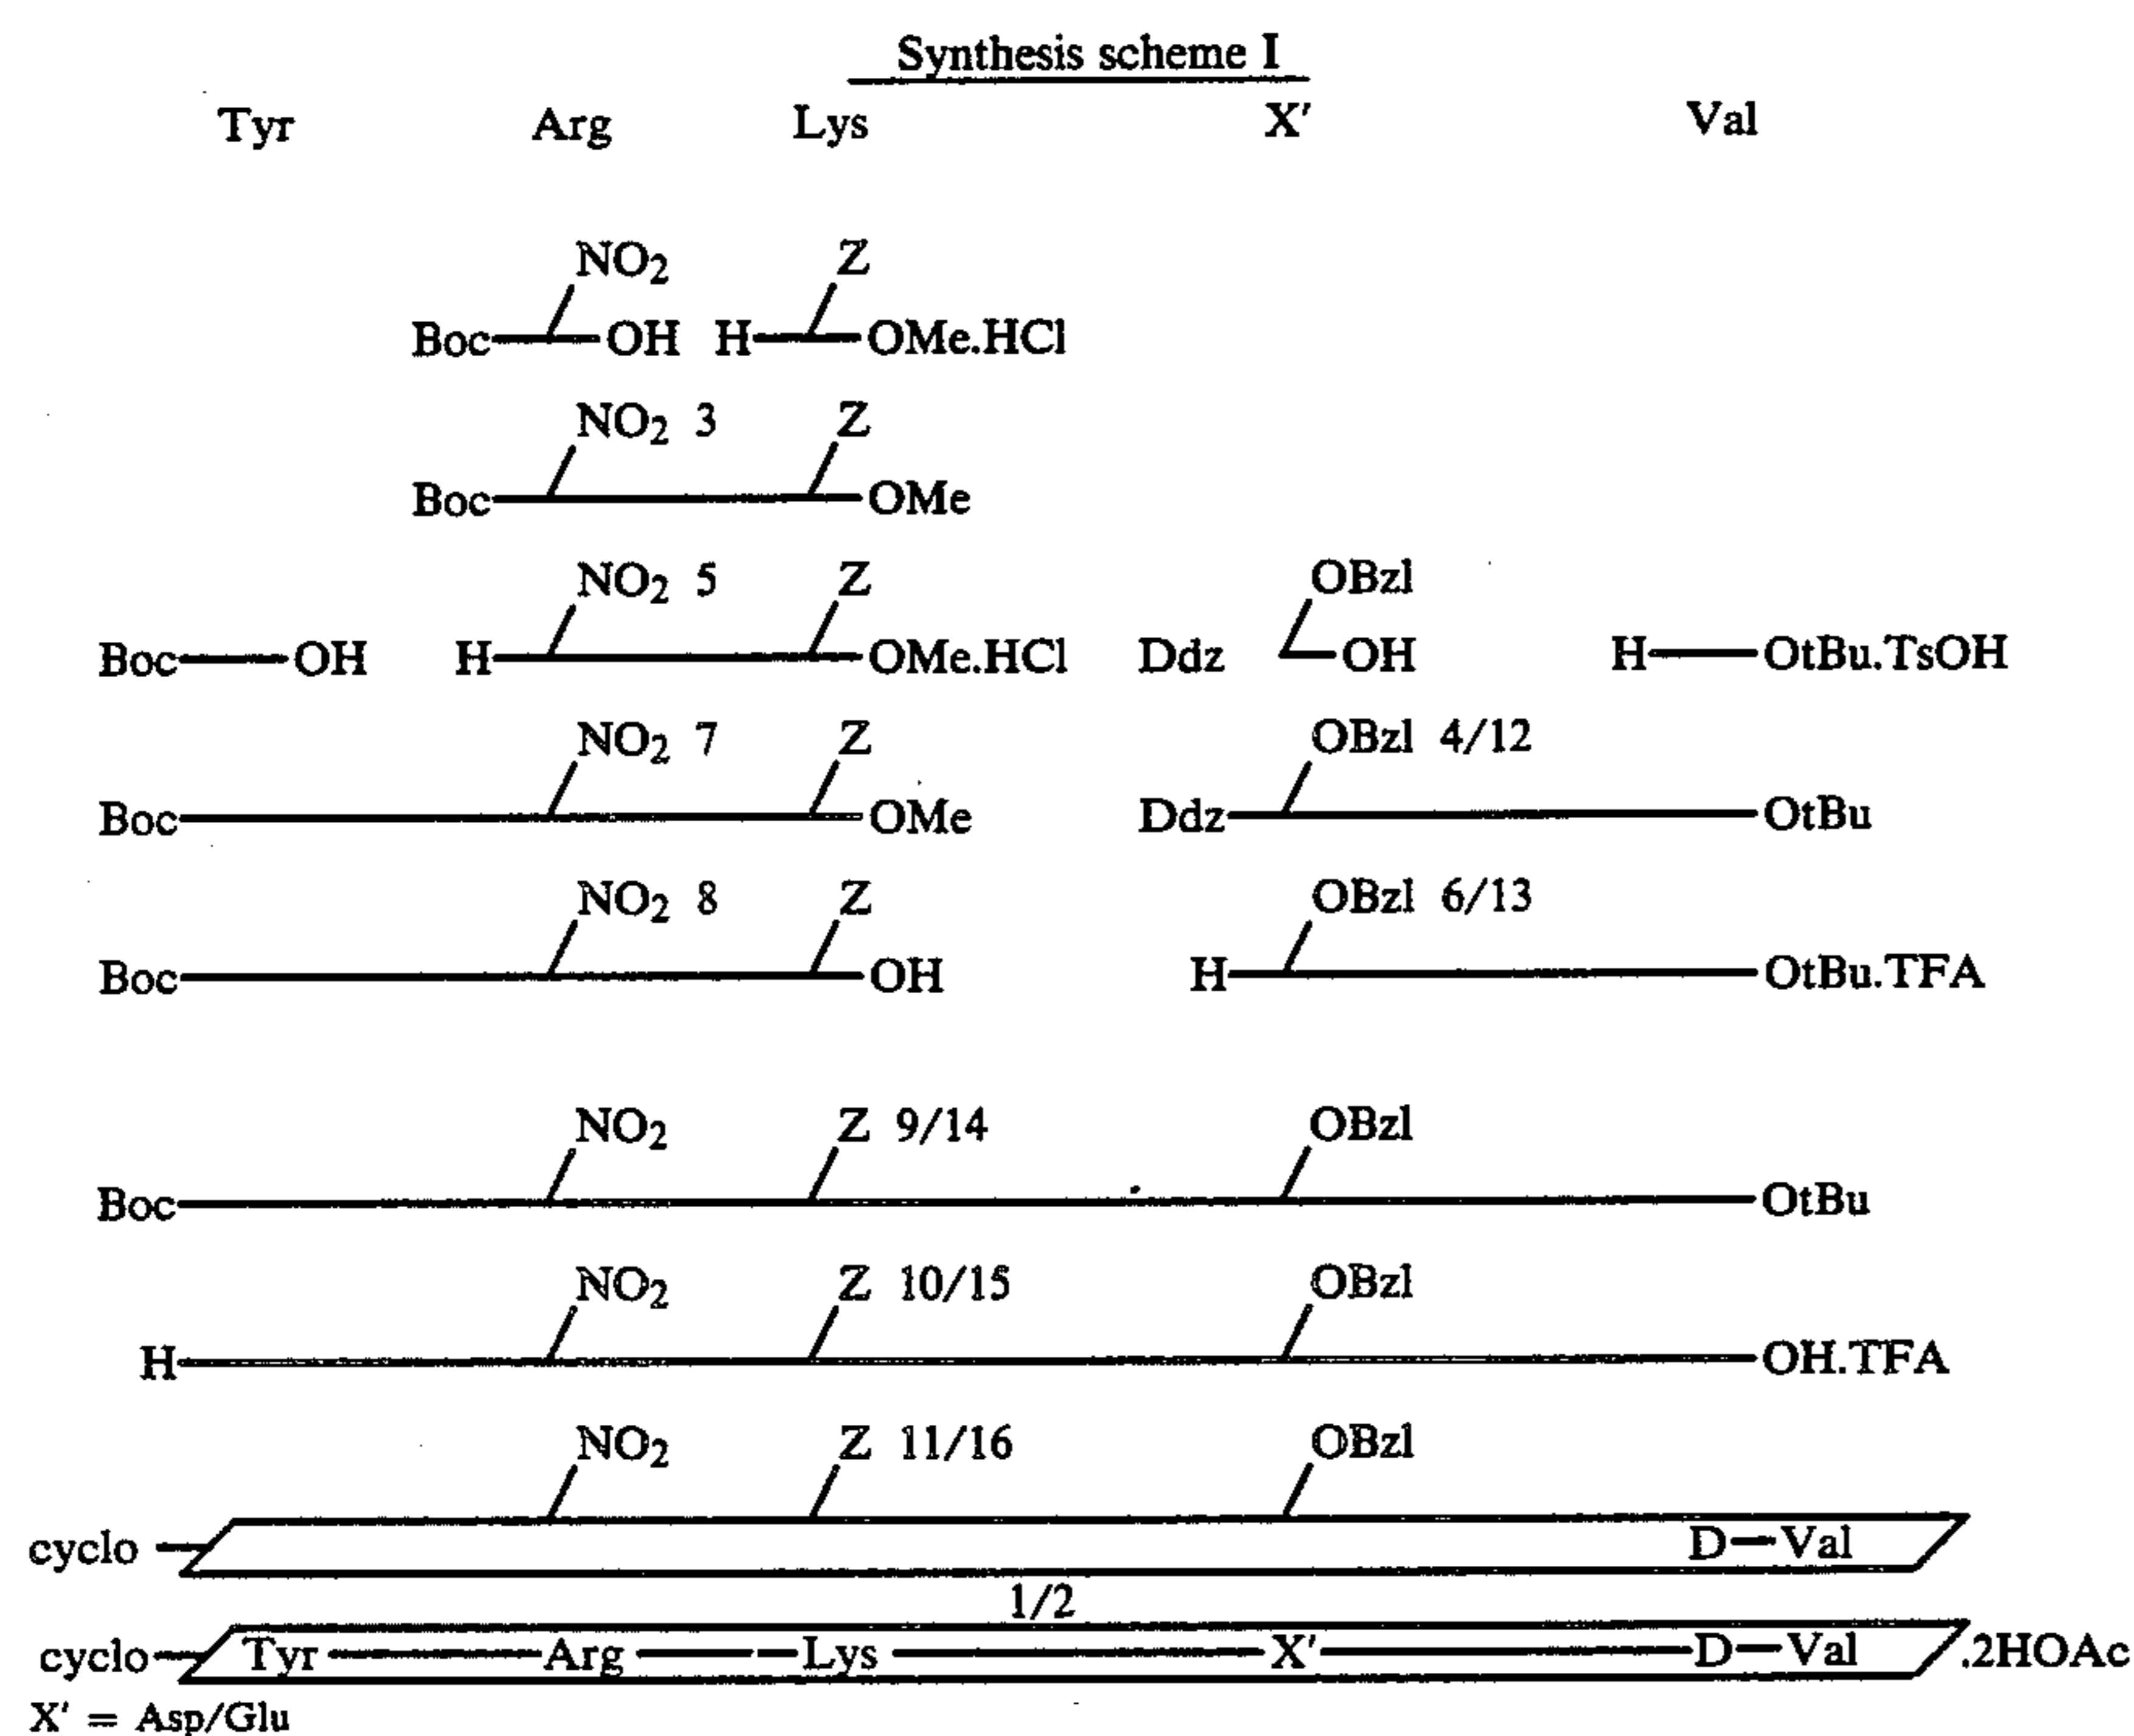 Synthesis scheme I
Tyr Arg Lys X' Val
NO2 Z
Boc OH H OMe.HCl
NO2 3 Z
Boc OMe
NO2 5 Z OBzl
Boc OH H OMe.HCl Ddz OH H OtBu.TsOH
NO2 7 Z OBzl 4/12
Boc OMe Ddz OtBu
NO2 8 Z OBzl 6/13
Boc OH H OtBu.TFA
NO2 Z 9/14 OBzl
Boc OtBu
NO2 Z 10/15 OBzl
H OH.TFA
NO2 Z 11/16 OBzl
cyclo D—Val
1/2
cyclo Tyr — Arg — Lys — X' — D—Val .2HOAc
X' = Asp/Glu